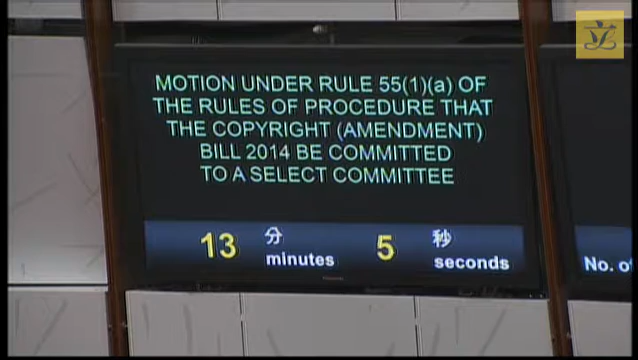 MOTION UNDER RULE 55(1)(a) OF
THE RULES OF PROCEDURE THAT
THE COPYRIGHT (AMENDMENT)
BILL 2014 BE COMMITTED
TO A SELECT COMMITTEE
13 分 minutes 5 秒 seconds
No. of